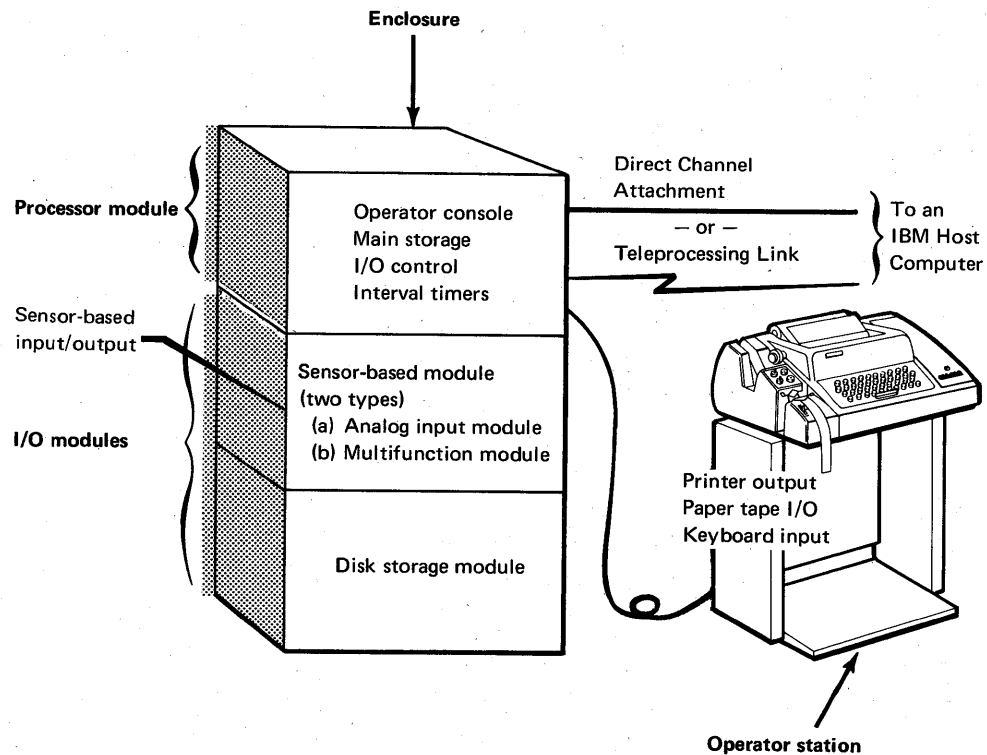 Enclosure
Processor module
Operator console
Main storage
I/O control
Interval timers
Direct Channel
Attachment
— or —
Teleprocessing Link
To an
IBM Host
Computer
Sensor-based
input/output
I/O modules
Sensor-based module
(two types)
(a) Analog input module
(b) Multifunction module
Disk storage module
Printer output
Paper tape I/O
Keyboard input
Operator station